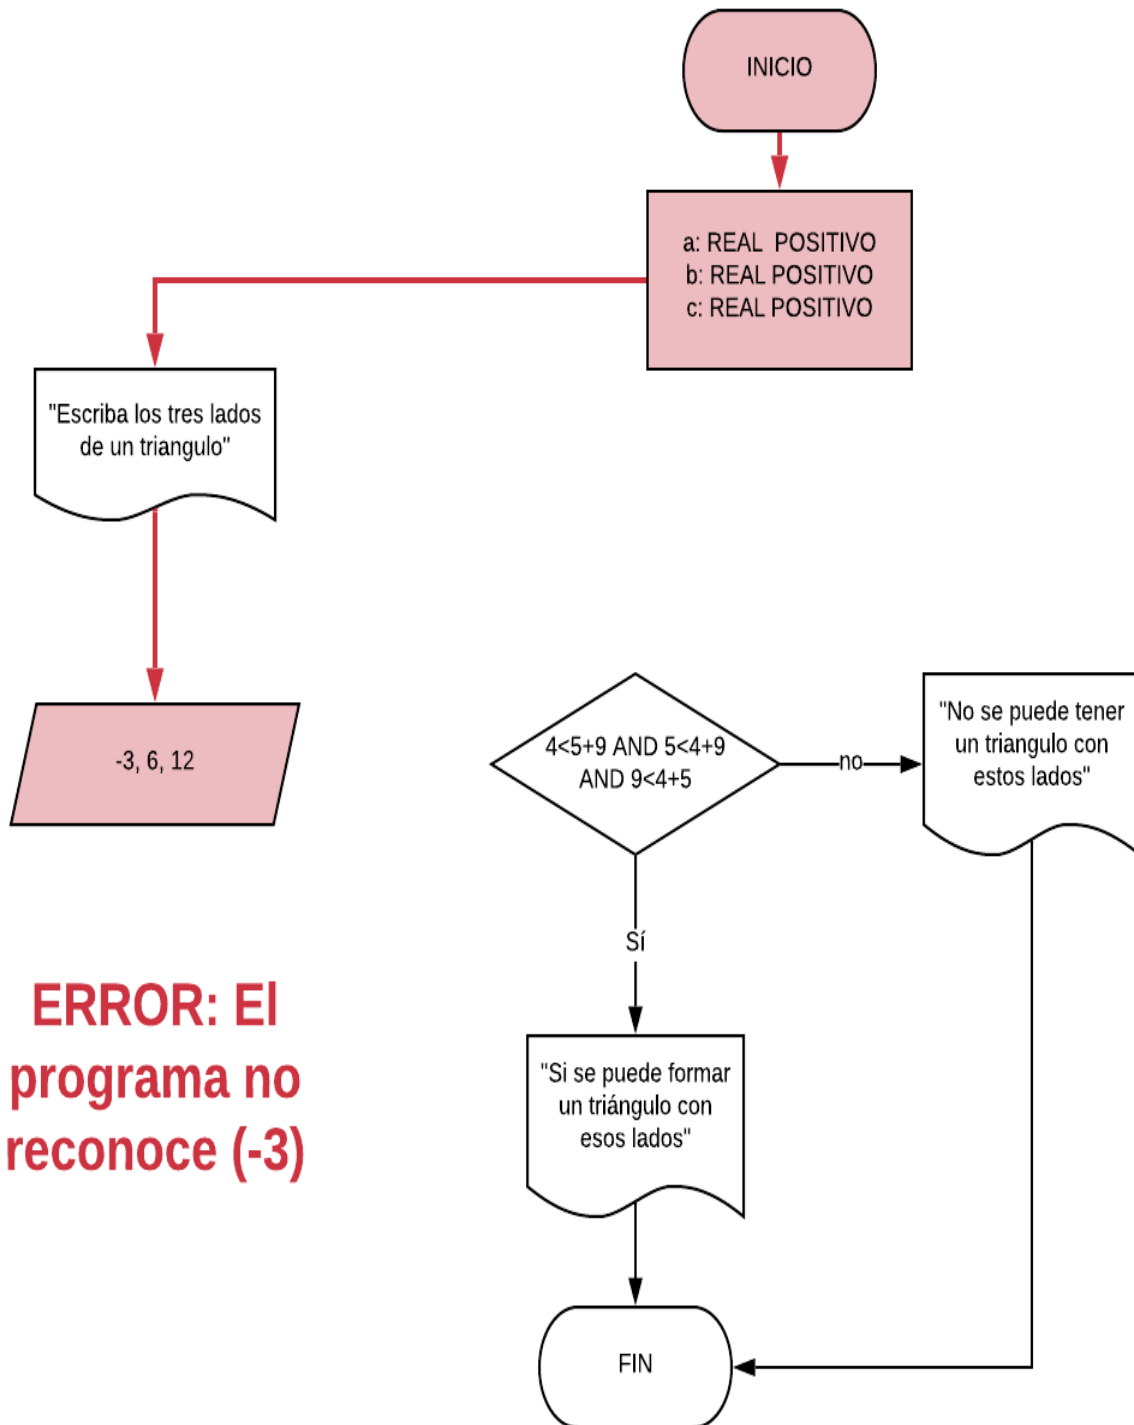 INICIO
a: REAL  POSITIVO
b: REAL POSITIVO
c: REAL POSITIVO
"Escriba los tres lados
de un triangulo"
-3, 6, 12
ERROR: El
programa no
reconoce (-3)
4<5+9 AND 5<4+9
AND 9<4+5
no
"No se puede tener
un triangulo con
estos lados"
Sí
"Si se puede formar
un triángulo con
esos lados"
FIN